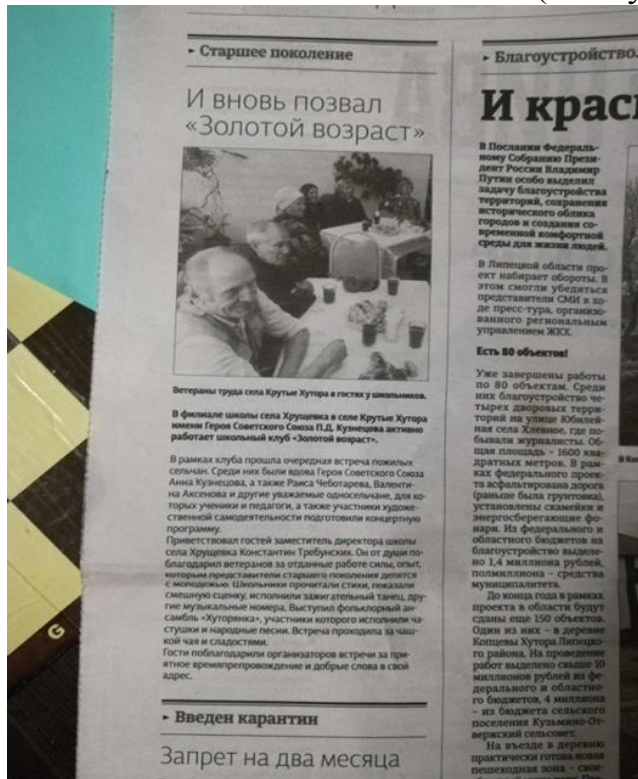 Старшее поколение
И вновь позвал
«Золотой возраст»
Ветераны труда села Крутые Хутора в гостях у школьников.
В филиале школы села Хрущевка в селе Крутые Хутора
имени Героя Советского Союза П.Д. Кузнецова активно
работает школьный клуб «Золотой возраст».
В рамках клуба прошла очередная встреча пожилых
сельчан. Среди них были вдова Героя Советского Союза
Анна Кузнецова, а также Раиса Чеботарева, Валенти-
на Аксенова и другие уважаемые односельчане, для ко-
торых ученики и педагоги, а также участники художе-
ственной самодеятельности подготовили концертную
программу.
Приветствовал гостей заместитель директора школы
села Хрущевка Константин Требунских. Он от души по-
благодарил ветеранов за отданные работе силы, опыт,
которым представители старшего поколения делятся
с молодежью. Школьники прочитали стихи, показали
смешную сценку, исполнили зажигательный танец, дру-
гие музыкальные номера. Выступил фольклорный ан-
самбль «Хуторянка», участники которого исполнили ча-
стушки и народные песни. Встреча проходила за чаш-
кой чая и сладостями.
Гости поблагодарили организаторов встречи за при-
ятное времяпрепровождение и добрые слова в свой
адрес.
Введен карантин
Запрет на два месяца
Благоустройство
И крас
В Послании Федераль-
ному Собранию Прези-
дент России Владимир
Путин особо выделил
задачу благоустройства
территорий, сохранения
исторического облика
городов и создания со-
временной комфортной
среды для жизни людей.
В Липецкой области про-
ект набирает обороты. В
этом смогли убедиться
представители СМИ в хо-
де пресс-тура, организо-
ванного региональным
управлением ЖКХ.
Есть 80 объектов!
Уже завершены работы
по 80 объектам. Среди
них благоустройство че-
тырех дворовых терри-
торий на улице Юбилей-
ная села Хлевное, где по-
бывали журналисты. Об-
щая площадь – 1600 ква-
дратных метров. В рам-
ках федерального проек-
та асфальтирована дорога
(раньше была грунтовка),
установлены скамейки и
энергосберегающие фо-
нари. Из федерального и
областного бюджетов на
благоустройство выделе-
но 1,4 миллиона рублей,
полмиллиона – средства
муниципалитета.
До конца года в рамках
проекта в области будут
сданы еще 150 объектов.
Один из них – в деревне
Копцевы Хутора Липецко-
го района. На проведение
работ выделено свыше 10
миллионов рублей из фе-
дерального и областно-
го бюджетов, 4 миллиона
– из бюджета сельского
поселения Кузьмино-От-
вержский сельсовет.
На въезде в деревню
практически готова новая
пешеходная зона – свое-
В Коп
G